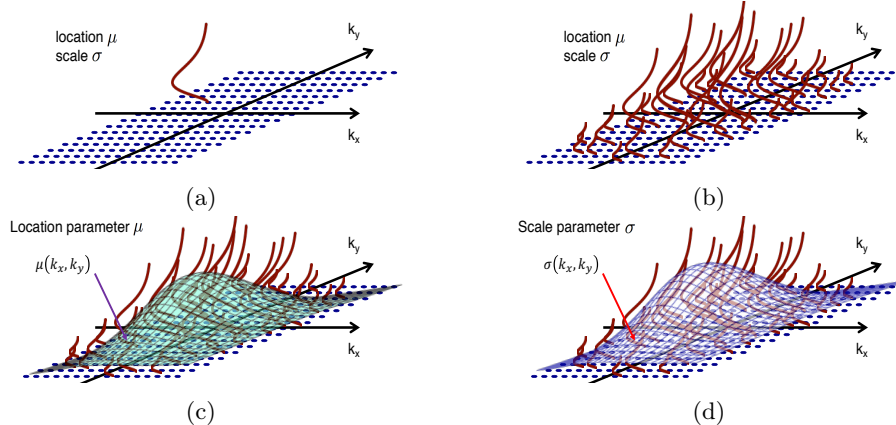 location μ
scale σ
k_y
k_x
(a)
location μ
scale σ
k_y
k_x
(b)
Location parameter μ
μ(k_x, k_y)
k_y
k_x
(c)
Scale parameter σ
σ(k_x, k_y)
k_y
k_x
(d)